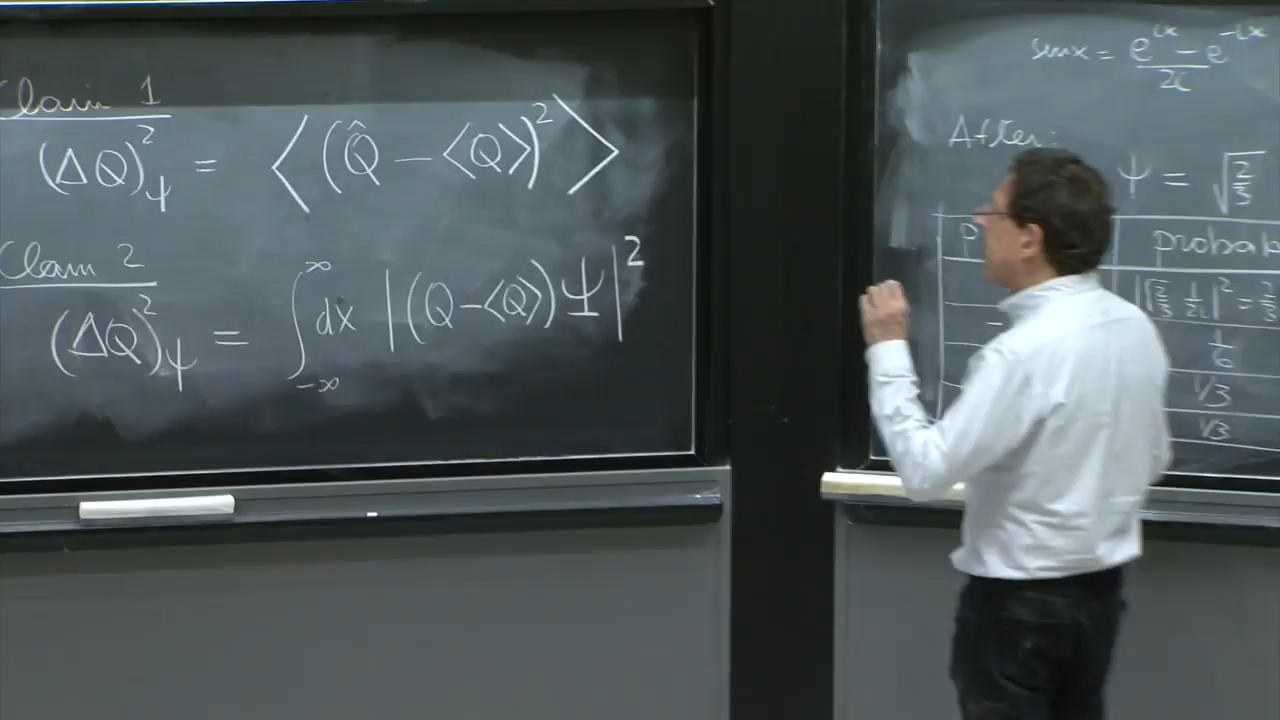 Claim 1
(ΔQ)²_ψ = ⟨(Q̂ – ⟨Q⟩)²⟩
Claim 2
(ΔQ)²_ψ = ∫_{-∞}^{∞} dx |(Q-⟨Q⟩)Ψ|²
sinx = (e^{ix} – e^{-ix})/2i
After:
Ψ = √(2/3)
P
probab
|√(2/3) 1/2i|² = 2/3
1/6
1/3
1/3